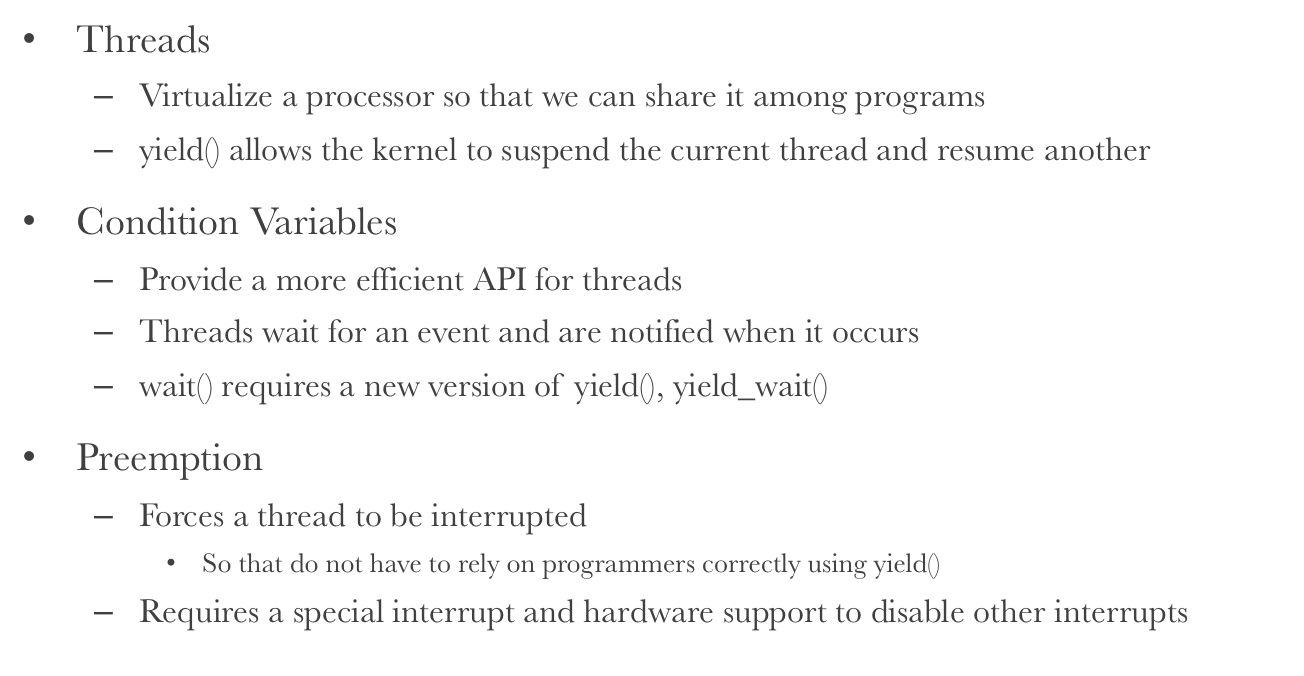 • Threads
– Virtualize a processor so that we can share it among programs
– yield() allows the kernel to suspend the current thread and resume another
• Condition Variables
– Provide a more efficient API for threads
– Threads wait for an event and are notified when it occurs
– wait() requires a new version of yield(), yield_wait()
• Preemption
– Forces a thread to be interrupted
• So that do not have to rely on programmers correctly using yield()
– Requires a special interrupt and hardware support to disable other interrupts